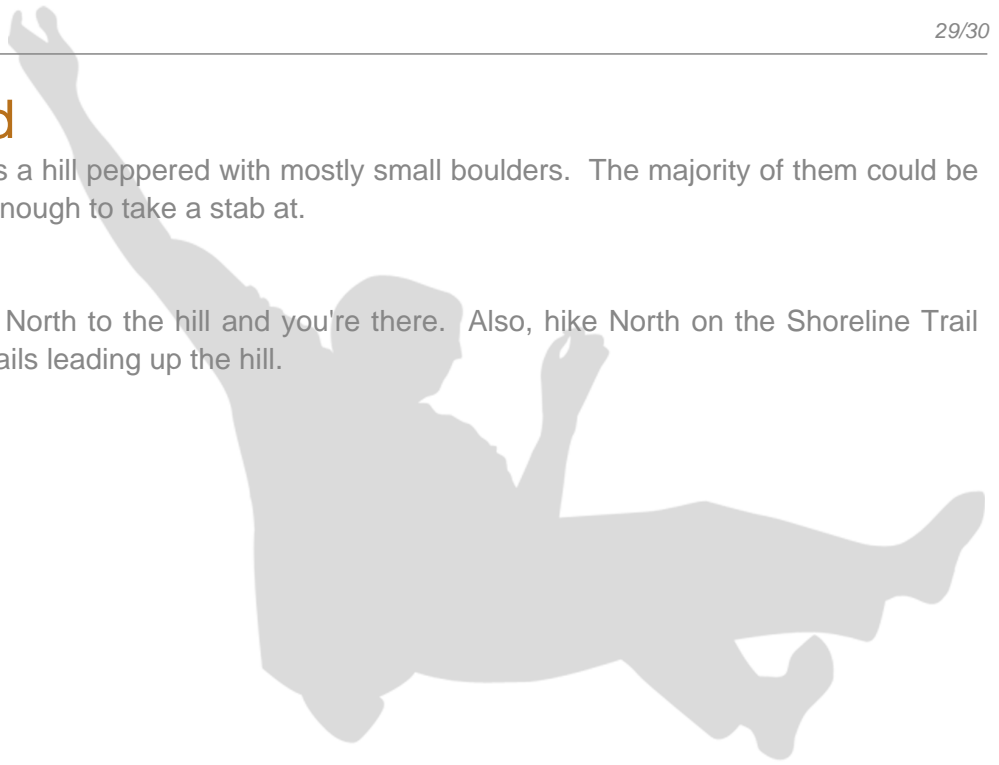 29/30
d
s a hill peppered with mostly small boulders.  The majority of them could be
nough to take a stab at.
North to the hill and you're there.  Also, hike North on the Shoreline Trail
ails leading up the hill.